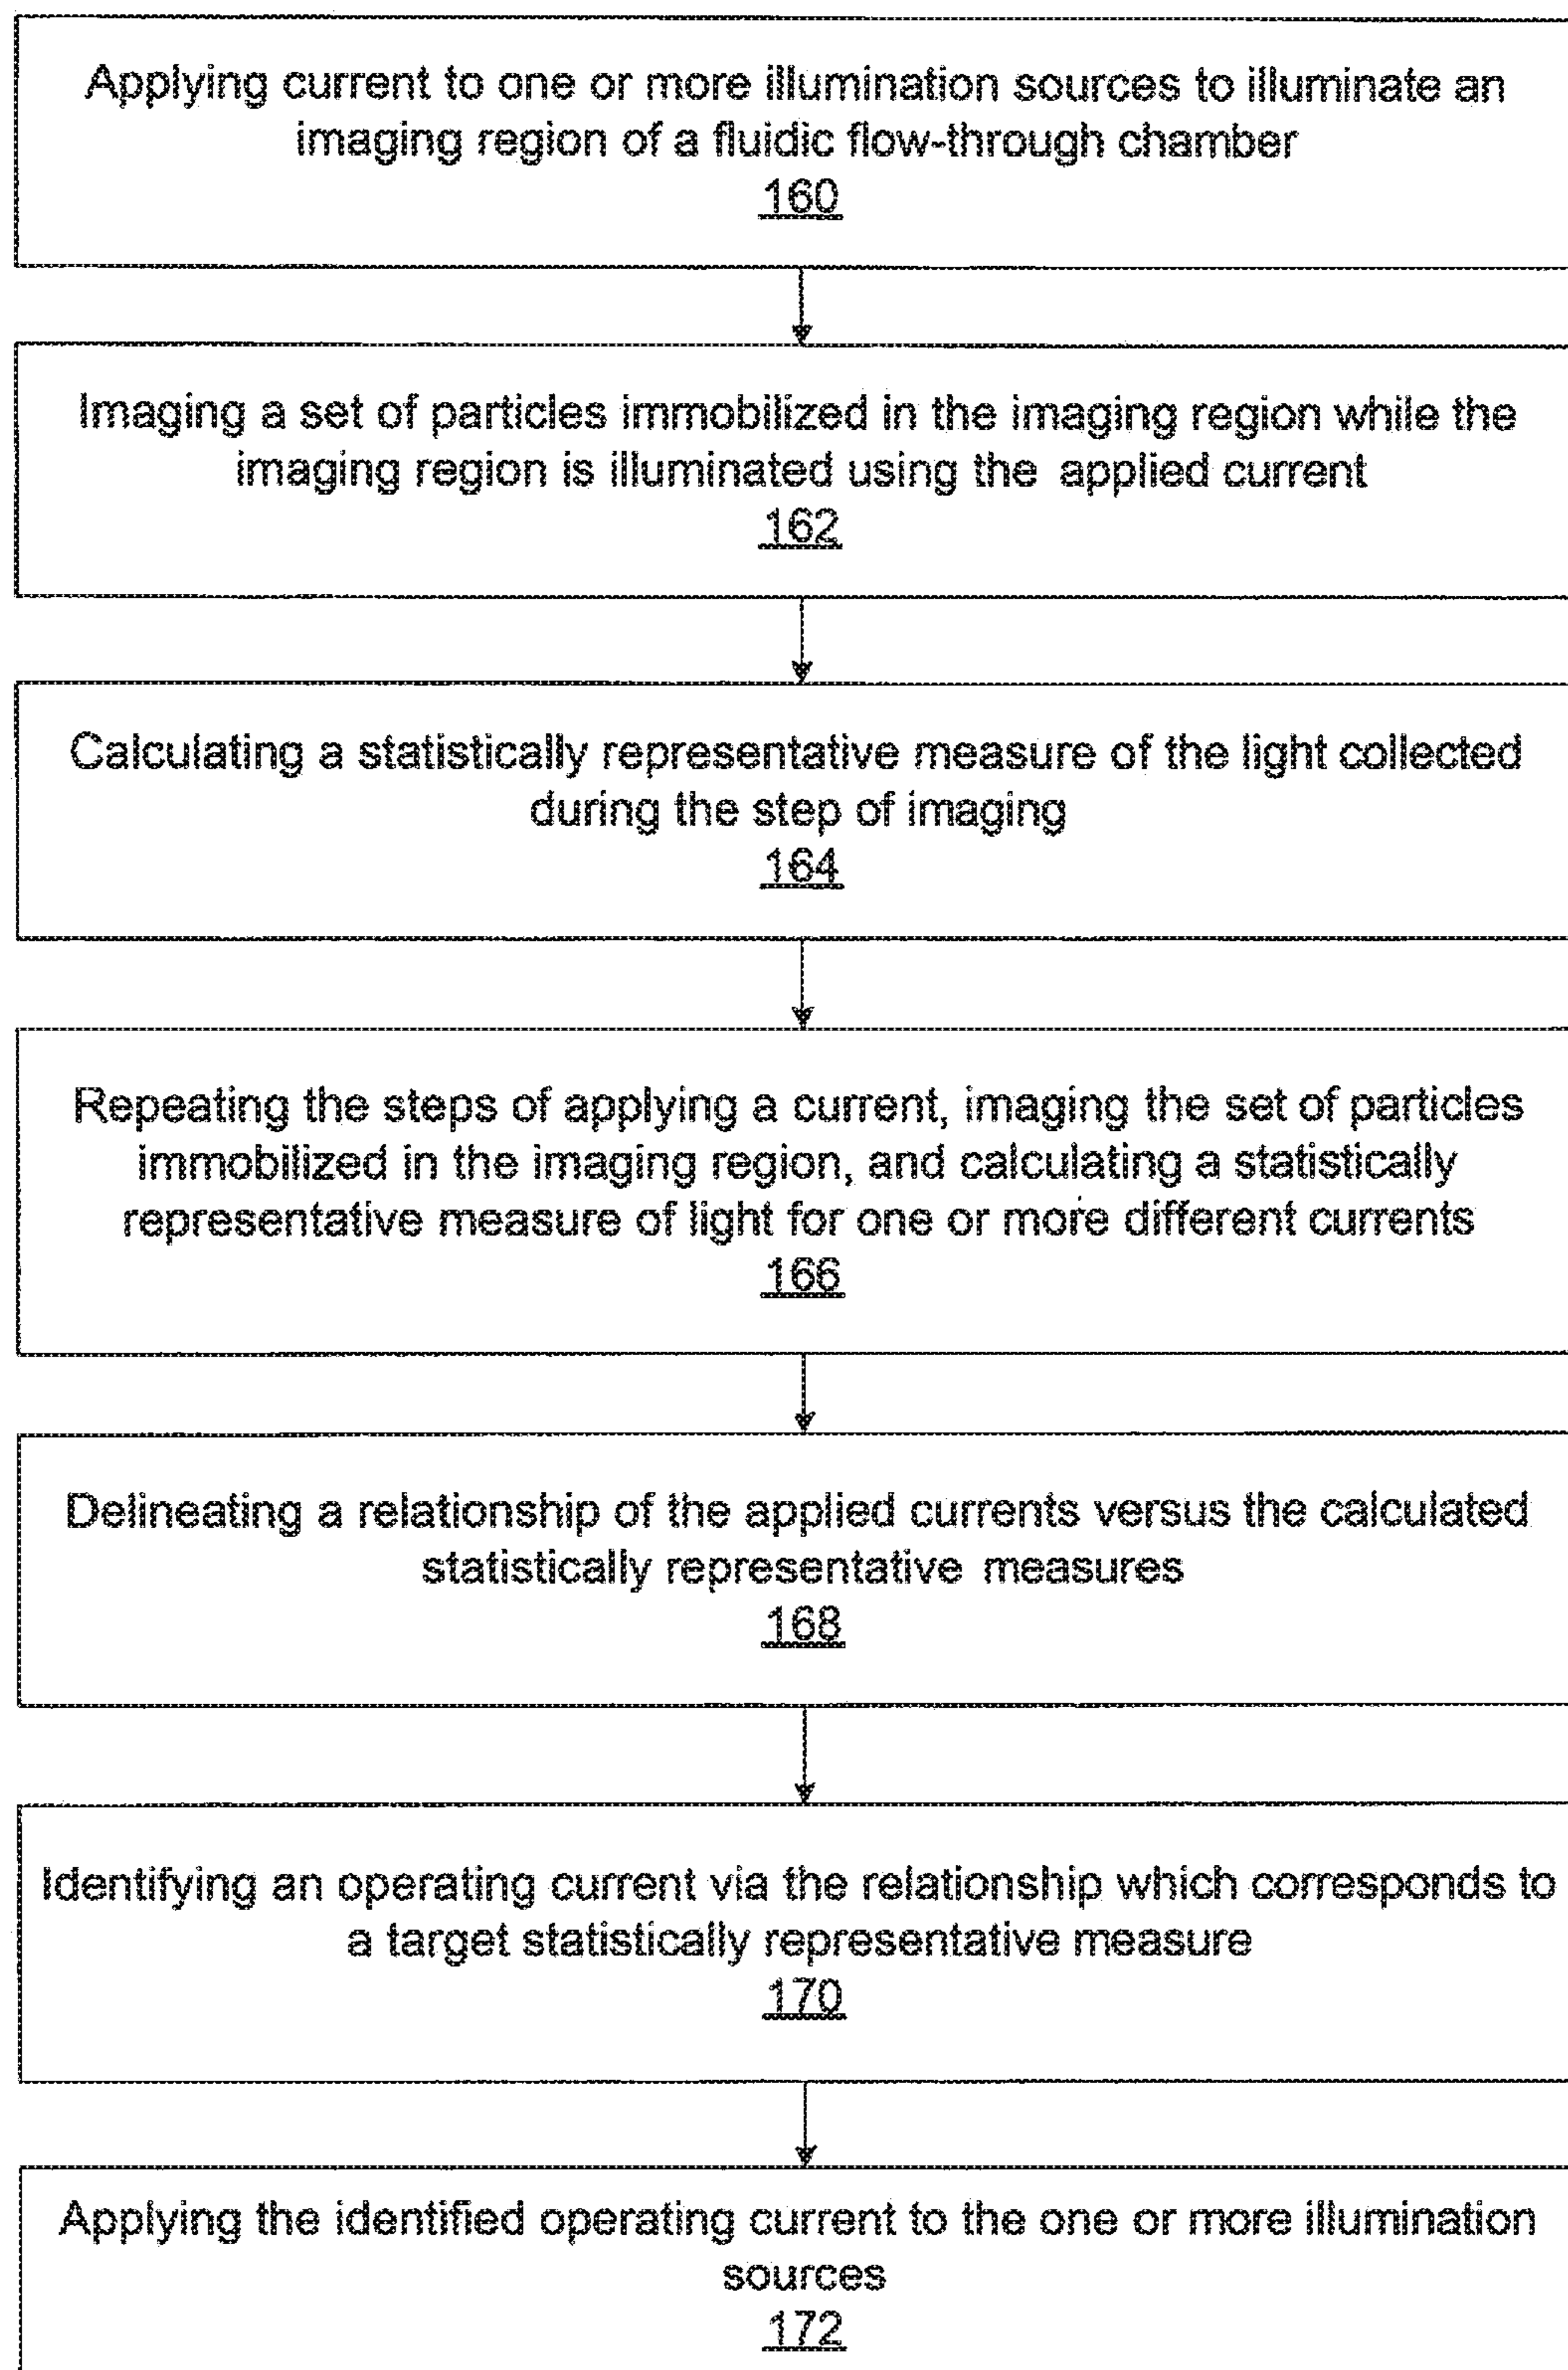 Applying current to one or more illumination sources to illuminate an
imaging region of a fluidic flow-through chamber
160
Imaging a set of particles immobilized in the imaging region while the
imaging region is illuminated using the applied current
162
Calculating a statistically representative measure of the light collected
during the step of imaging
164
Repeating the steps of applying a current, imaging the set of particles
immobilized in the imaging region, and calculating a statistically
representative measure of light for one or more different currents
166
Delineating a relationship of the applied currents versus the calculated
statistically representative measures
168
Identifying an operating current via the relationship which corresponds to
a target statistically representative measure
170
Applying the identified operating current to the one or more illumination
sources
172